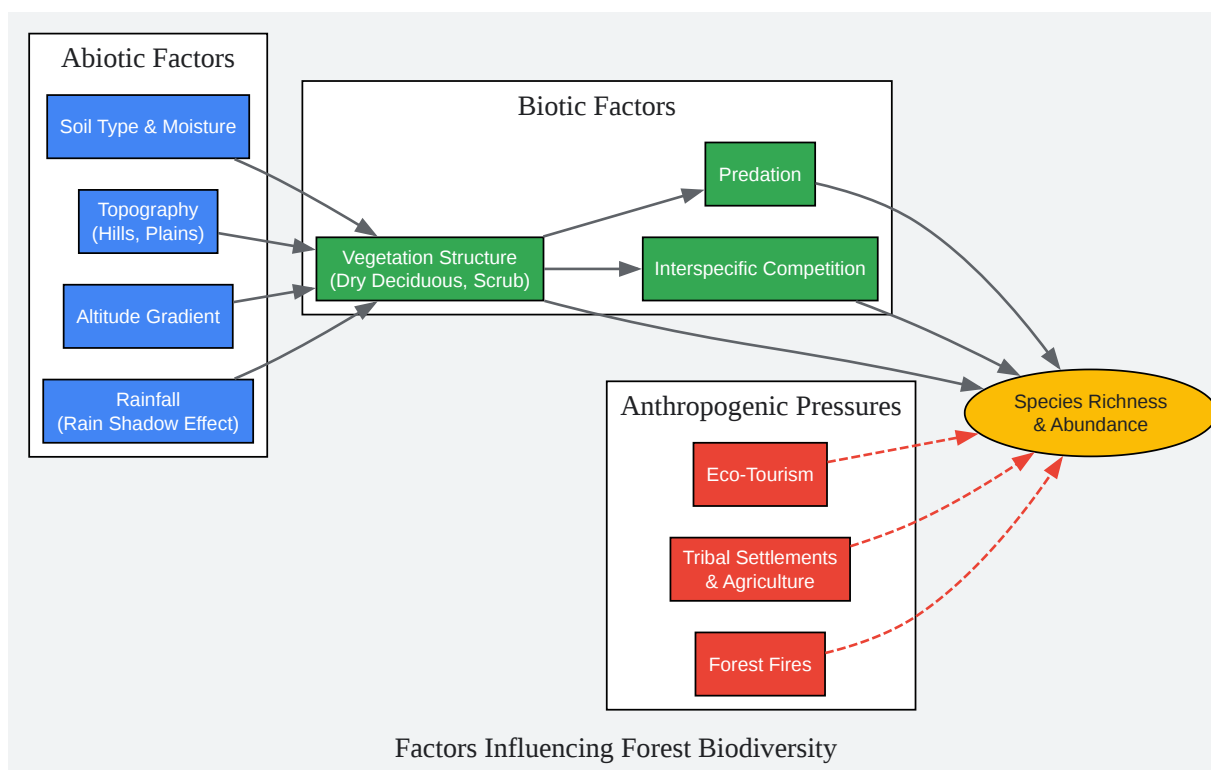 Abiotic Factors
Soil Type & Moisture
Topography
(Hills, Plains)
Altitude Gradient
Rainfall
(Rain Shadow Effect)
Biotic Factors
Predation
Vegetation Structure
(Dry Deciduous, Scrub)
Interspecific Competition
Anthropogenic Pressures
Eco-Tourism
Tribal Settlements
& Agriculture
Forest Fires
Species Richness
& Abundance
Factors Influencing Forest Biodiversity